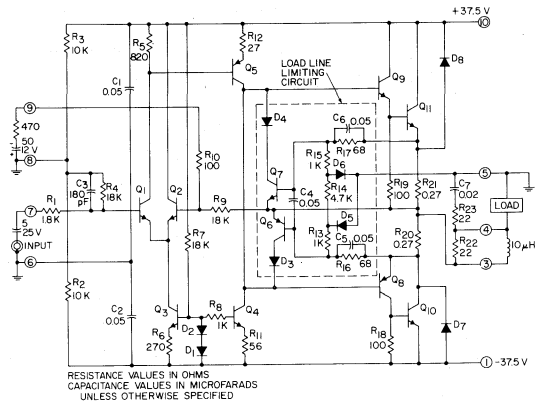 +37.5 V
10
R3
10 K
R5
820
R12
27
Q5
LOAD LINE
LIMITING
CIRCUIT
Q9
D8
C1
0.05
9
470
50
12 V
8
R10
100
D4
C6
0.05
Q11
R17
68
R15
1K
D6
5
C3
180
pF
R4
18K
Q1
Q2
Q7
C4
0.05
R14
4.7K
R19
100
R21
0.27
C7
0.02
LOAD
R1
1.8K
7
R9
18K
D5
R23
22
4
5
25V
INPUT
Q6
R13
1K
C5
0.05
R20
0.27
R22
22
10 μH
6
R7
18K
D3
R16
68
Q8
3
R2
10K
C2
0.05
Q3
R8
1K
Q4
Q10
D7
D2
R6
270
D1
R11
56
R18
100
1
-37.5 V
RESISTANCE VALUES IN OHMS
CAPACITANCE VALUES IN MICROFARADS
UNLESS OTHERWISE SPECIFIED